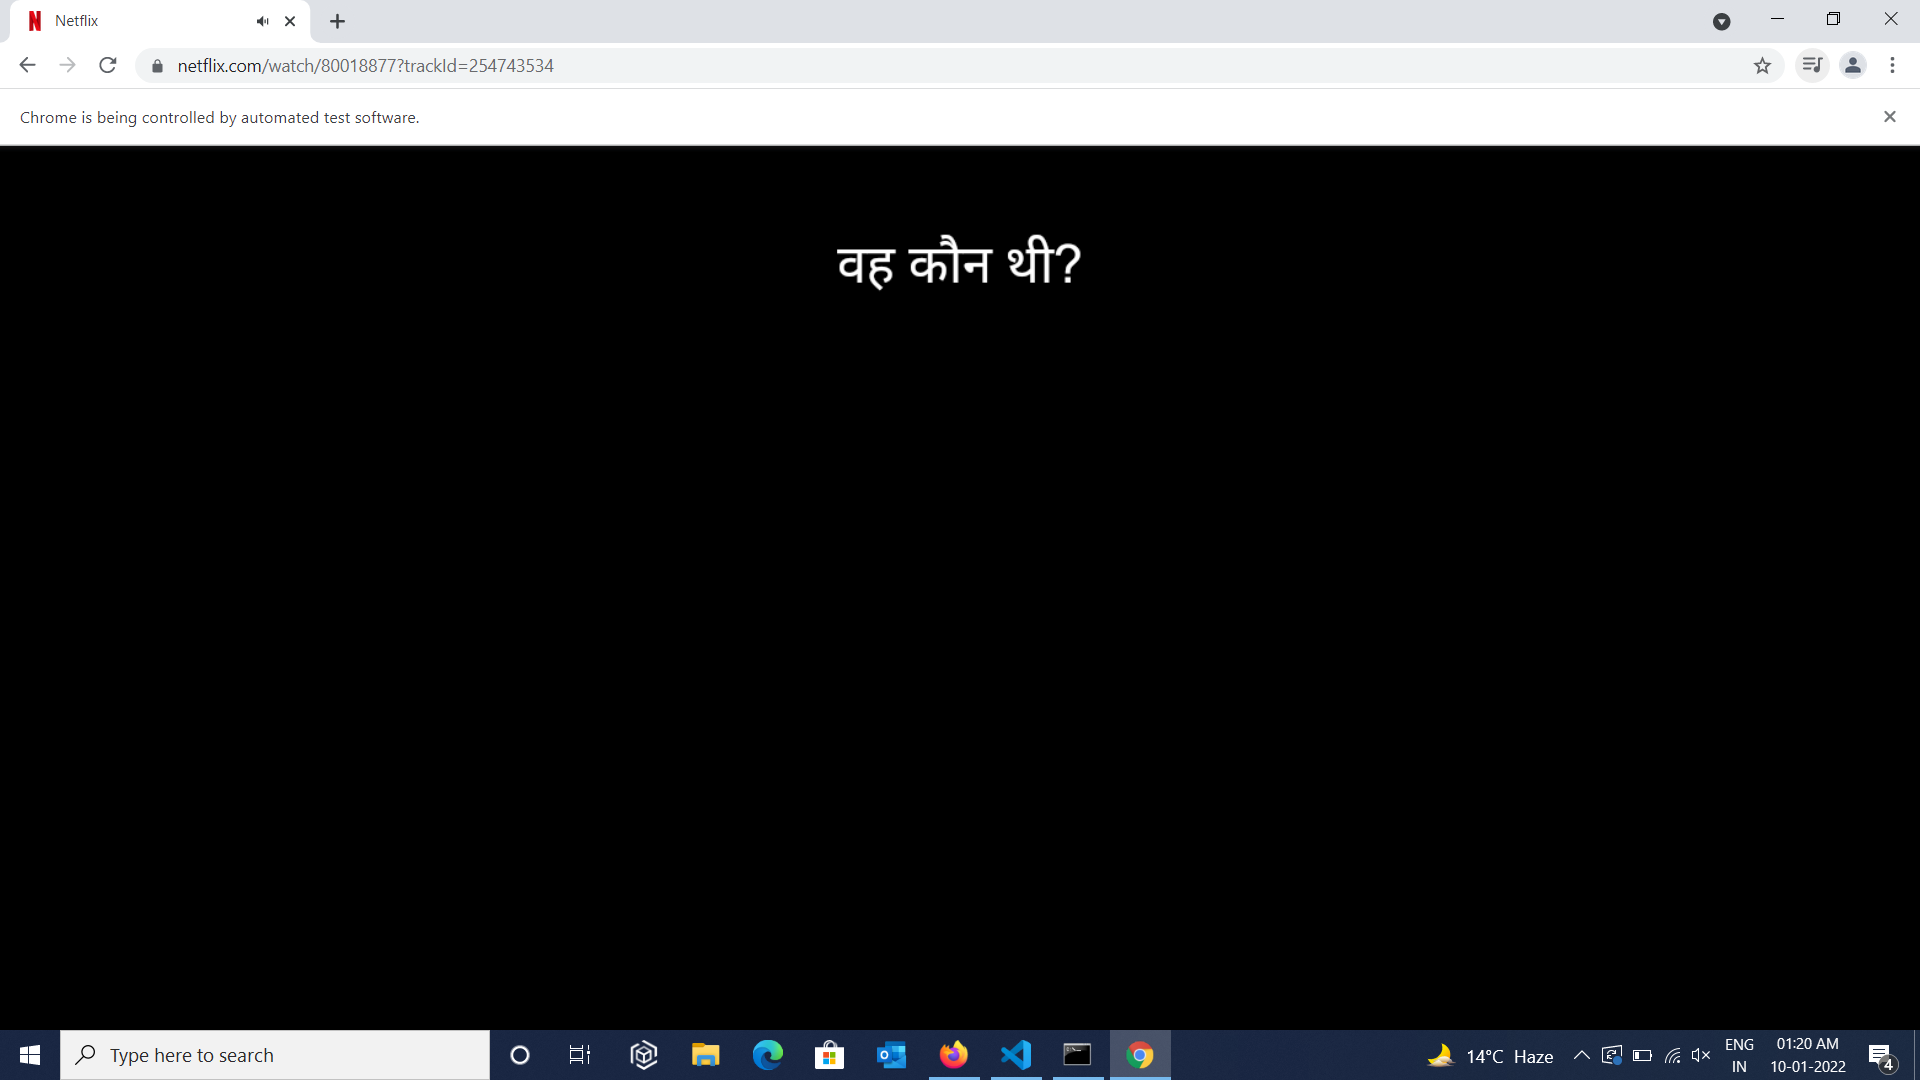 Netflix
netflix.com/watch/80018877?trackId=254743534
Chrome is being controlled by automated test software.
वह कौन थी?
Type here to search
14°C Haze
ENG
IN
01:20 AM
10-01-2022
4